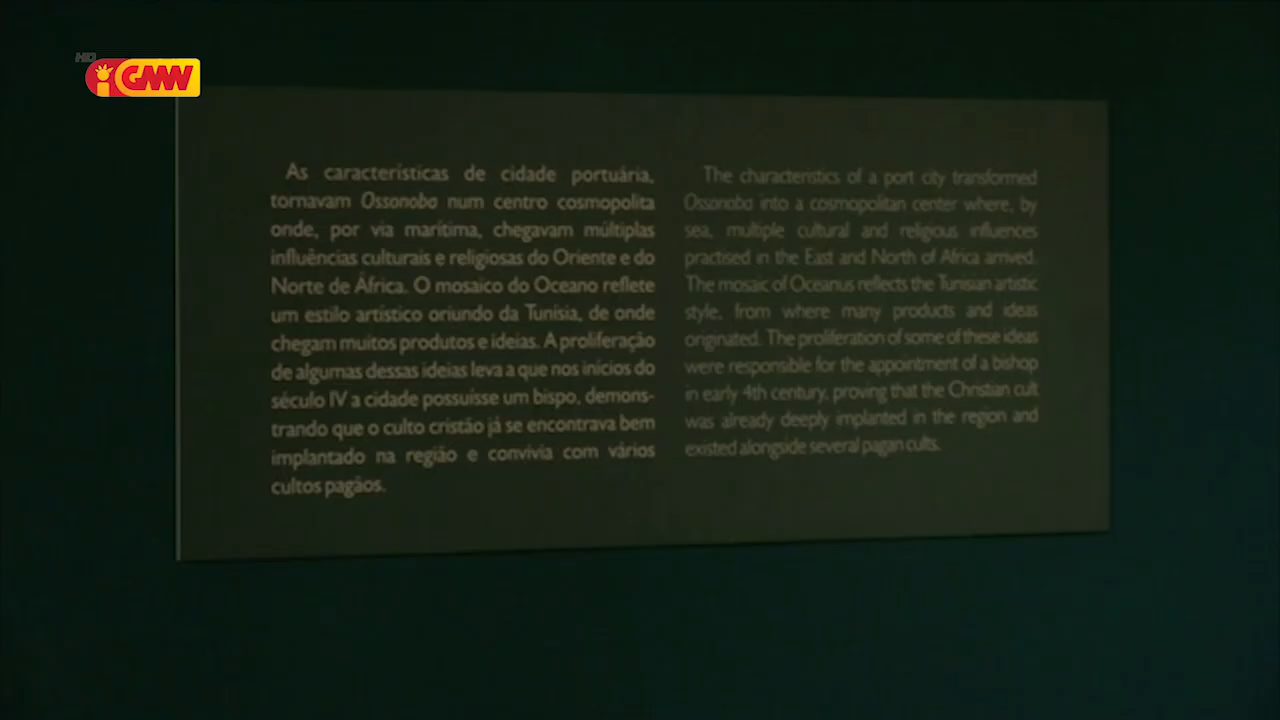 HD
iGMW
As características de cidade portuária,
tornavam Ossonoba num centro cosmopolita
onde, por via marítima, chegavam múltiplas
influências culturais e religiosas do Oriente e do
Norte de África. O mosaico do Oceano reflete
um estilo artístico oriundo da Tunísia, de onde
chegam muitos produtos e ideias. A proliferação
de algumas dessas ideias leva a que nos inícios do
século IV a cidade possuísse um bispo, demons-
trando que o culto cristão já se encontrava bem
implantado na região e convivia com vários
cultos pagãos.
The characteristics of a port city transformed
Ossonoba into a cosmopolitan center where, by
sea, multiple cultural and religious influences
practised in the East and North of Africa arrived.
The mosaic of Oceanus reflects the Tunisian artistic
style, from where many products and ideas
originated. The proliferation of some of these ideas
were responsible for the appointment of a bishop
in early 4th century, proving that the Christian cult
was already deeply implanted in the region and
existed alongside several pagan cults.